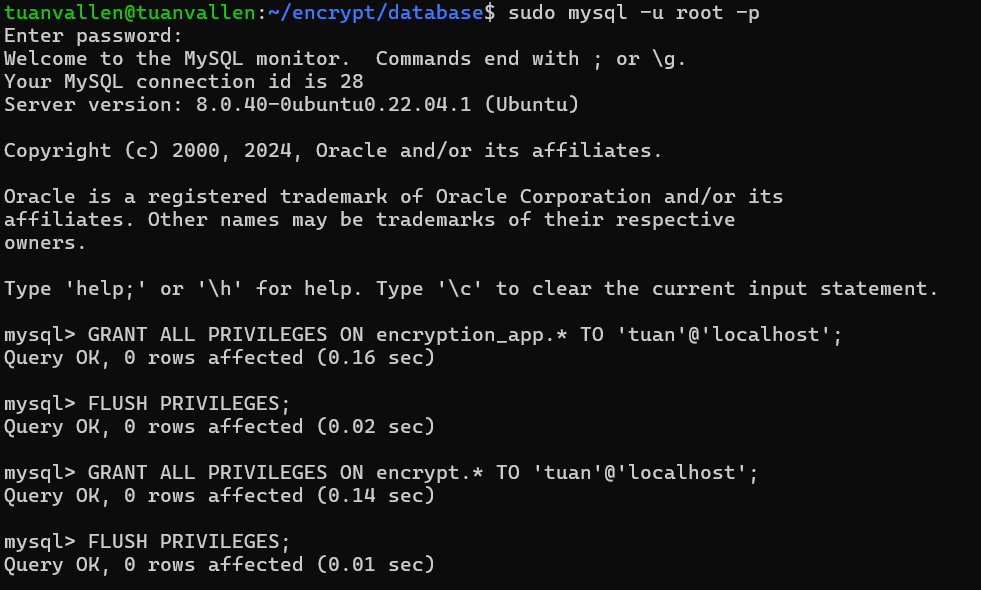 tuanvallen@tuanvallen:~/encrypt/database$ sudo mysql -u root -p
Enter password:
Welcome to the MySQL monitor.  Commands end with ; or \g.
Your MySQL connection id is 28
Server version: 8.0.40-0ubuntu0.22.04.1 (Ubuntu)

Copyright (c) 2000, 2024, Oracle and/or its affiliates.

Oracle is a registered trademark of Oracle Corporation and/or its
affiliates. Other names may be trademarks of their respective
owners.

Type 'help;' or '\h' for help. Type '\c' to clear the current input statement.

mysql> GRANT ALL PRIVILEGES ON encryption_app.* TO 'tuan'@'localhost';
Query OK, 0 rows affected (0.16 sec)

mysql> FLUSH PRIVILEGES;
Query OK, 0 rows affected (0.02 sec)

mysql> GRANT ALL PRIVILEGES ON encrypt.* TO 'tuan'@'localhost';
Query OK, 0 rows affected (0.14 sec)

mysql> FLUSH PRIVILEGES;
Query OK, 0 rows affected (0.01 sec)